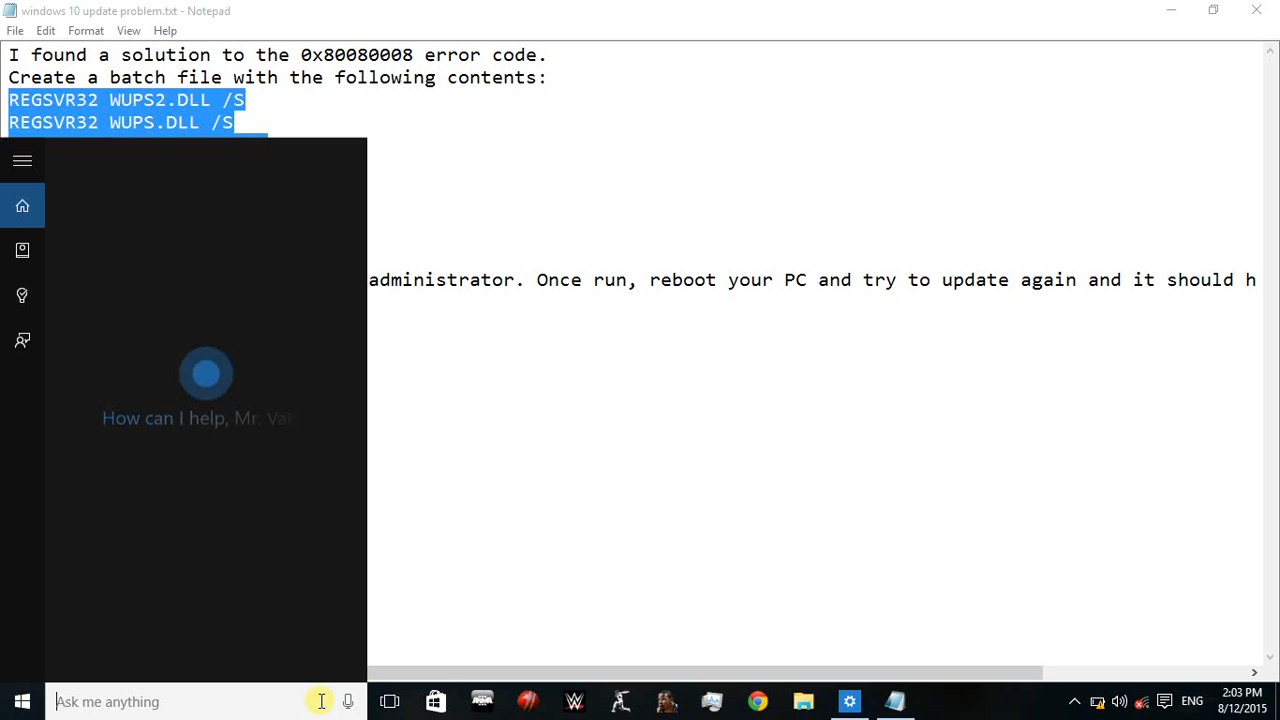 windows 10 update problem.txt - Notepad
File Edit Format View Help
I found a solution to the 0x80080008 error code.
Create a batch file with the following contents:
REGSVR32 WUPS2.DLL /S
REGSVR32 WUPS.DLL /S
administrator. Once run, reboot your PC and try to update again and it should h
How can I help, Mr.
Ask me anything
W
ENG
2:03 PM
8/12/2015